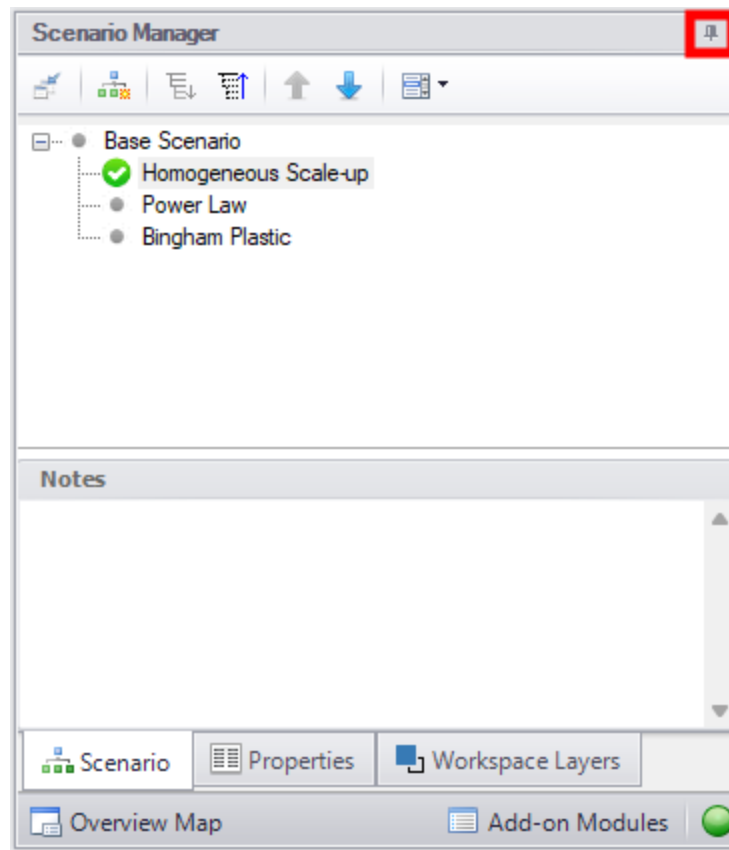 Scenario Manager
Base Scenario
Homogeneous Scale-up
Power Law
Bingham Plastic
Notes
Scenario Properties Workspace Layers
Overview Map Add-on Modules